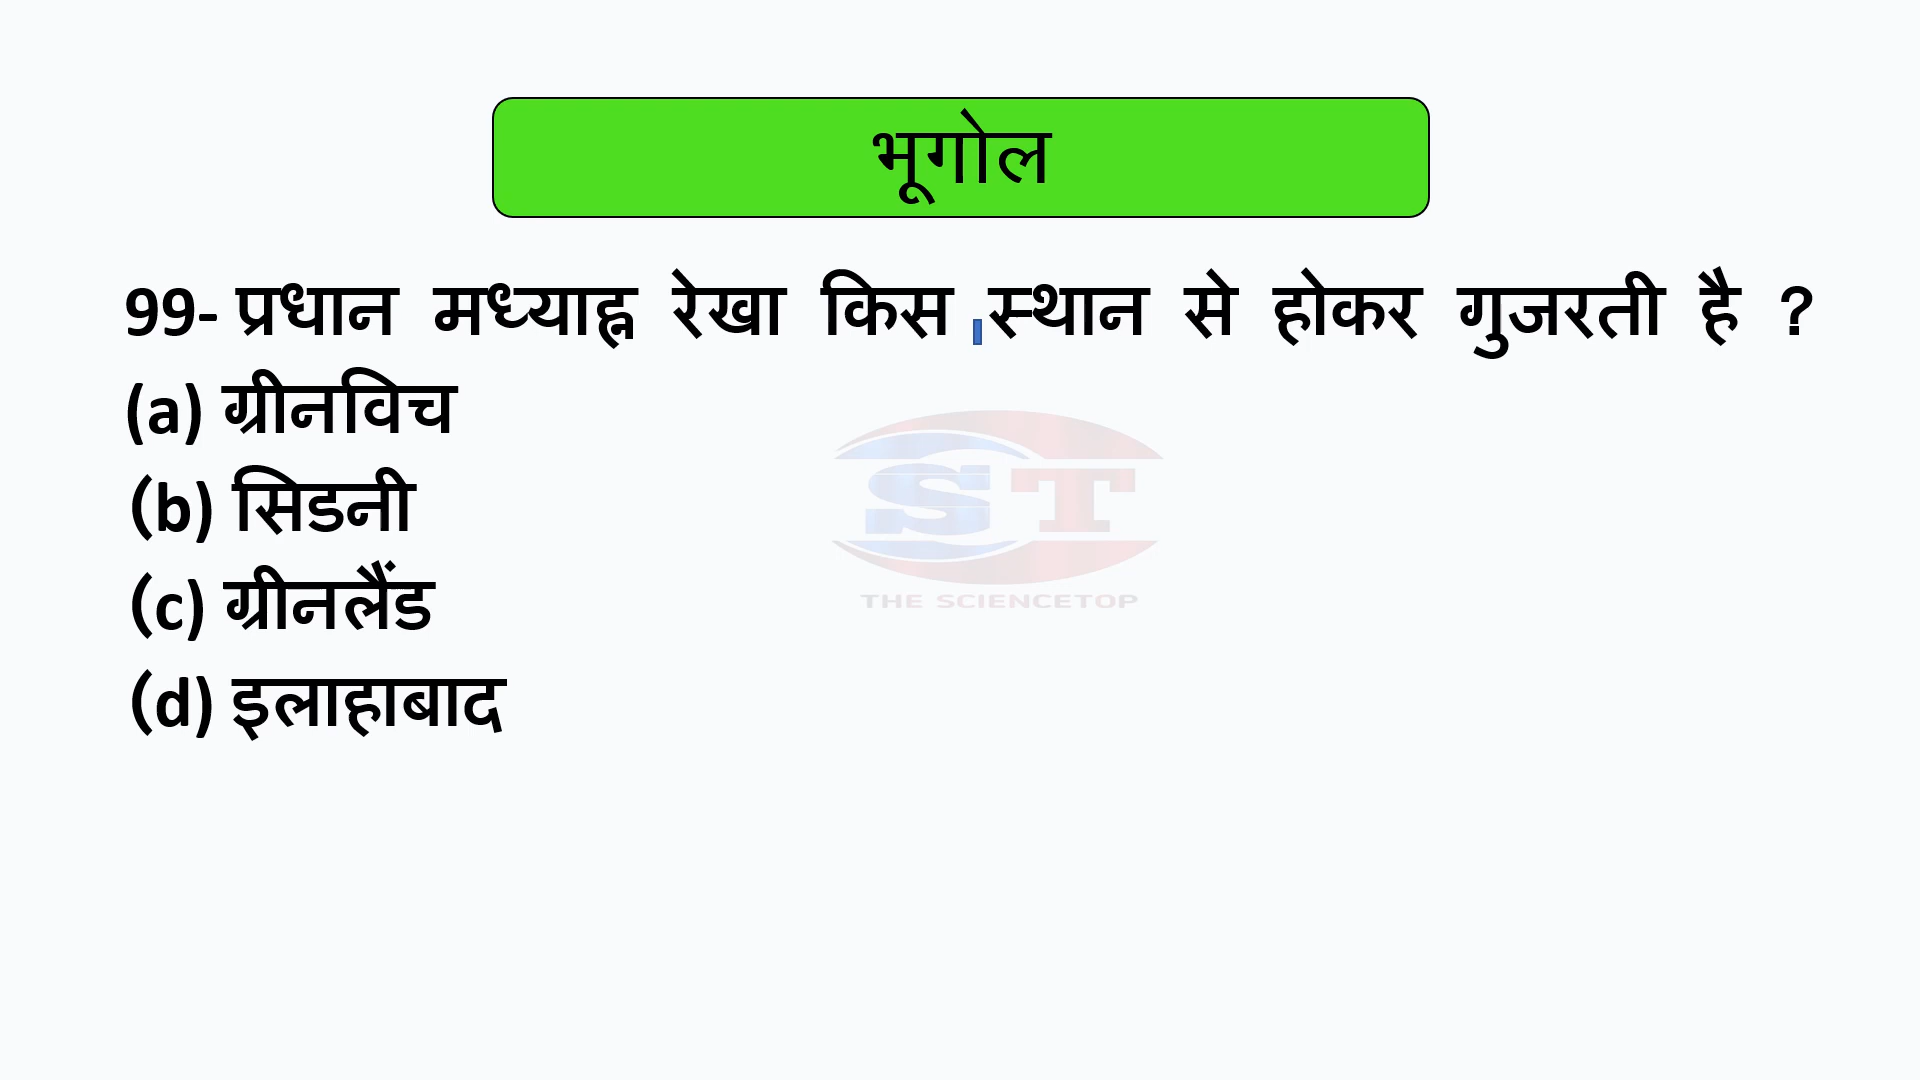 भूगोल
99- प्रधान मध्याह्न रेखा किस स्थान से होकर गुजरती है ?
(a) ग्रीनविच
(b) सिडनी
(c) ग्रीनलैंड
(d) इलाहाबाद
ST
THE SCIENCETOP